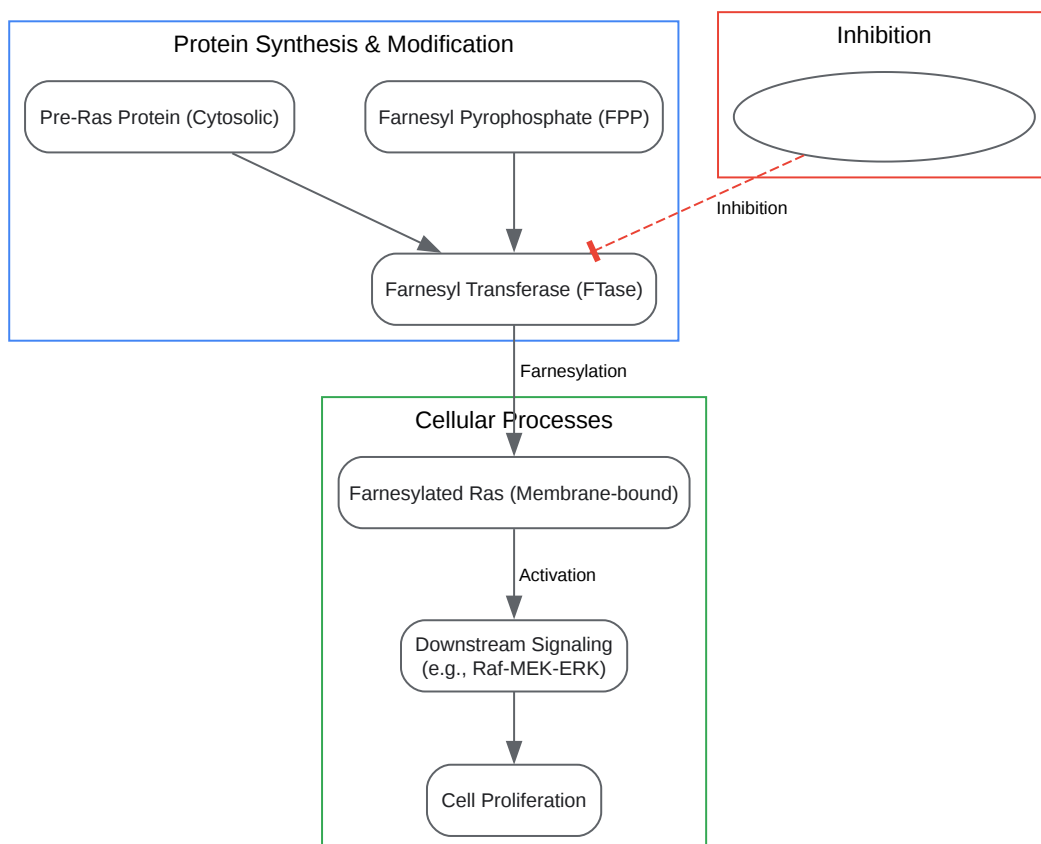 Protein Synthesis & Modification
Inhibition
Pre-Ras Protein (Cytosolic)
Farnesyl Pyrophosphate (FPP)
Inhibition
Farnesyl Transferase (FTase)
Farnesylation
Cellular Processes
Farnesylated Ras (Membrane-bound)
Activation
Downstream Signaling
(e.g., Raf-MEK-ERK)
Cell Proliferation